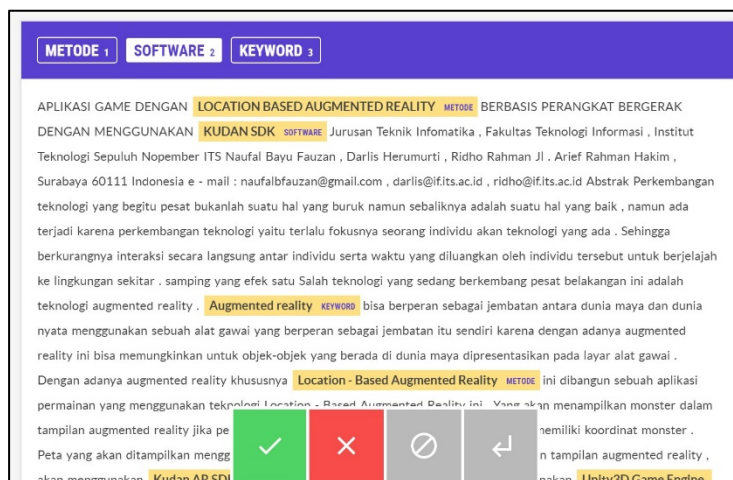 METODE 1 SOFTWARE 2 KEYWORD 3
APLIKASI GAME DENGAN LOCATION BASED AUGMENTED REALITY METODE BERBASIS PERANGKAT BERGERAK
DENGAN MENGGUNAKAN KUDAN SDK SOFTWARE Jurusan Teknik Infomatika , Fakultas Teknologi Informasi , Institut
Teknologi Sepuluh Nopember ITS Naufal Bayu Fauzan , Darlis Herumurti , Ridho Rahman Jl . Arief Rahman Hakim ,
Surabaya 60111 Indonesia e - mail : naufalbfauzan@gmail.com , darlis@if.its.ac.id , ridho@if.its.ac.id Abstrak Perkembangan
teknologi yang begitu pesat bukanlah suatu hal yang buruk namun sebaliknya adalah suatu hal yang baik , namun ada
terjadi karena perkembangan teknologi yaitu terlalu fokusnya seorang individu akan teknologi yang ada . Sehingga
berkurangnya interaksi secara langsung antar individu serta waktu yang diluangkan oleh individu tersebut untuk berjelajah
ke lingkungan sekitar . samping yang efek satu Salah teknologi yang sedang berkembang pesat belakangan ini adalah
teknologi augmented reality . Augmented reality KEYWORD bisa berperan sebagai jembatan antara dunia maya dan dunia
nyata menggunakan sebuah alat gawai yang berperan sebagai jembatan itu sendiri karena dengan adanya augmented
reality ini bisa memungkinkan untuk objek-objek yang berada di dunia maya dipresentasikan pada layar alat gawai .
Dengan adanya augmented reality khususnya Location - Based Augmented Reality METODE ini dibangun sebuah aplikasi
permainan yang menggunakan teknologi Location - Based Augmented Reality ini . Yang akan menampilkan monster dalam
tampilan augmented reality jika pe memiliki koordinat monster .
Peta yang akan ditampilkan mengg n tampilan augmented reality ,
akan menggunakan Kudan AR SD nakan Unity3D Game Engine